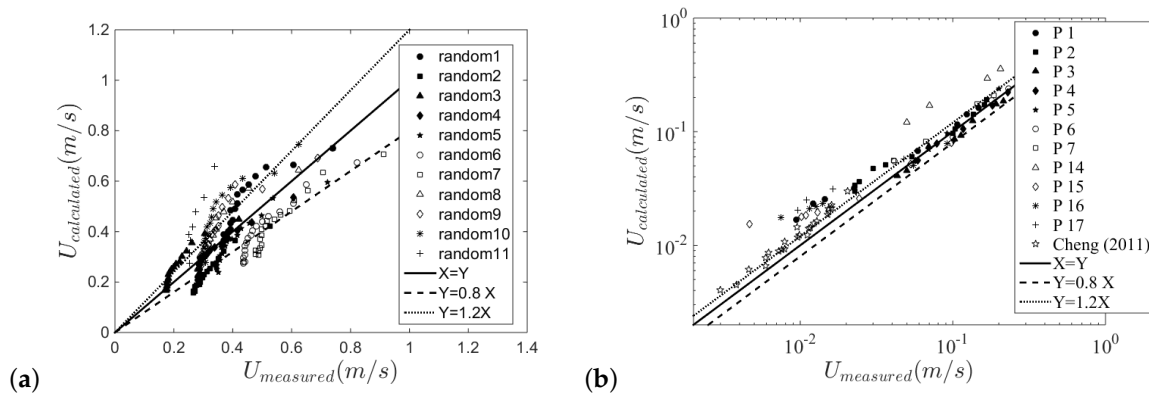 1.2
1
0.8
0.6
0.4
0.2
0
U_calculated(m/s)
0 0.2 0.4 0.6 0.8 1 1.2 1.4
U_measured(m/s)
random1
random2
random3
random4
random5
random6
random7
random8
random9
random10
random11
X=Y
Y=0.8 X
Y=1.2X
(a)
10^0
10^-1
10^-2
U_calculated(m/s)
10^-2 10^-1 10^0
U_measured(m/s)
P 1
P 2
P 3
P 4
P 5
P 6
P 7
P 14
P 15
P 16
P 17
Cheng (2011)
X=Y
Y=0.8 X
Y=1.2X
(b)